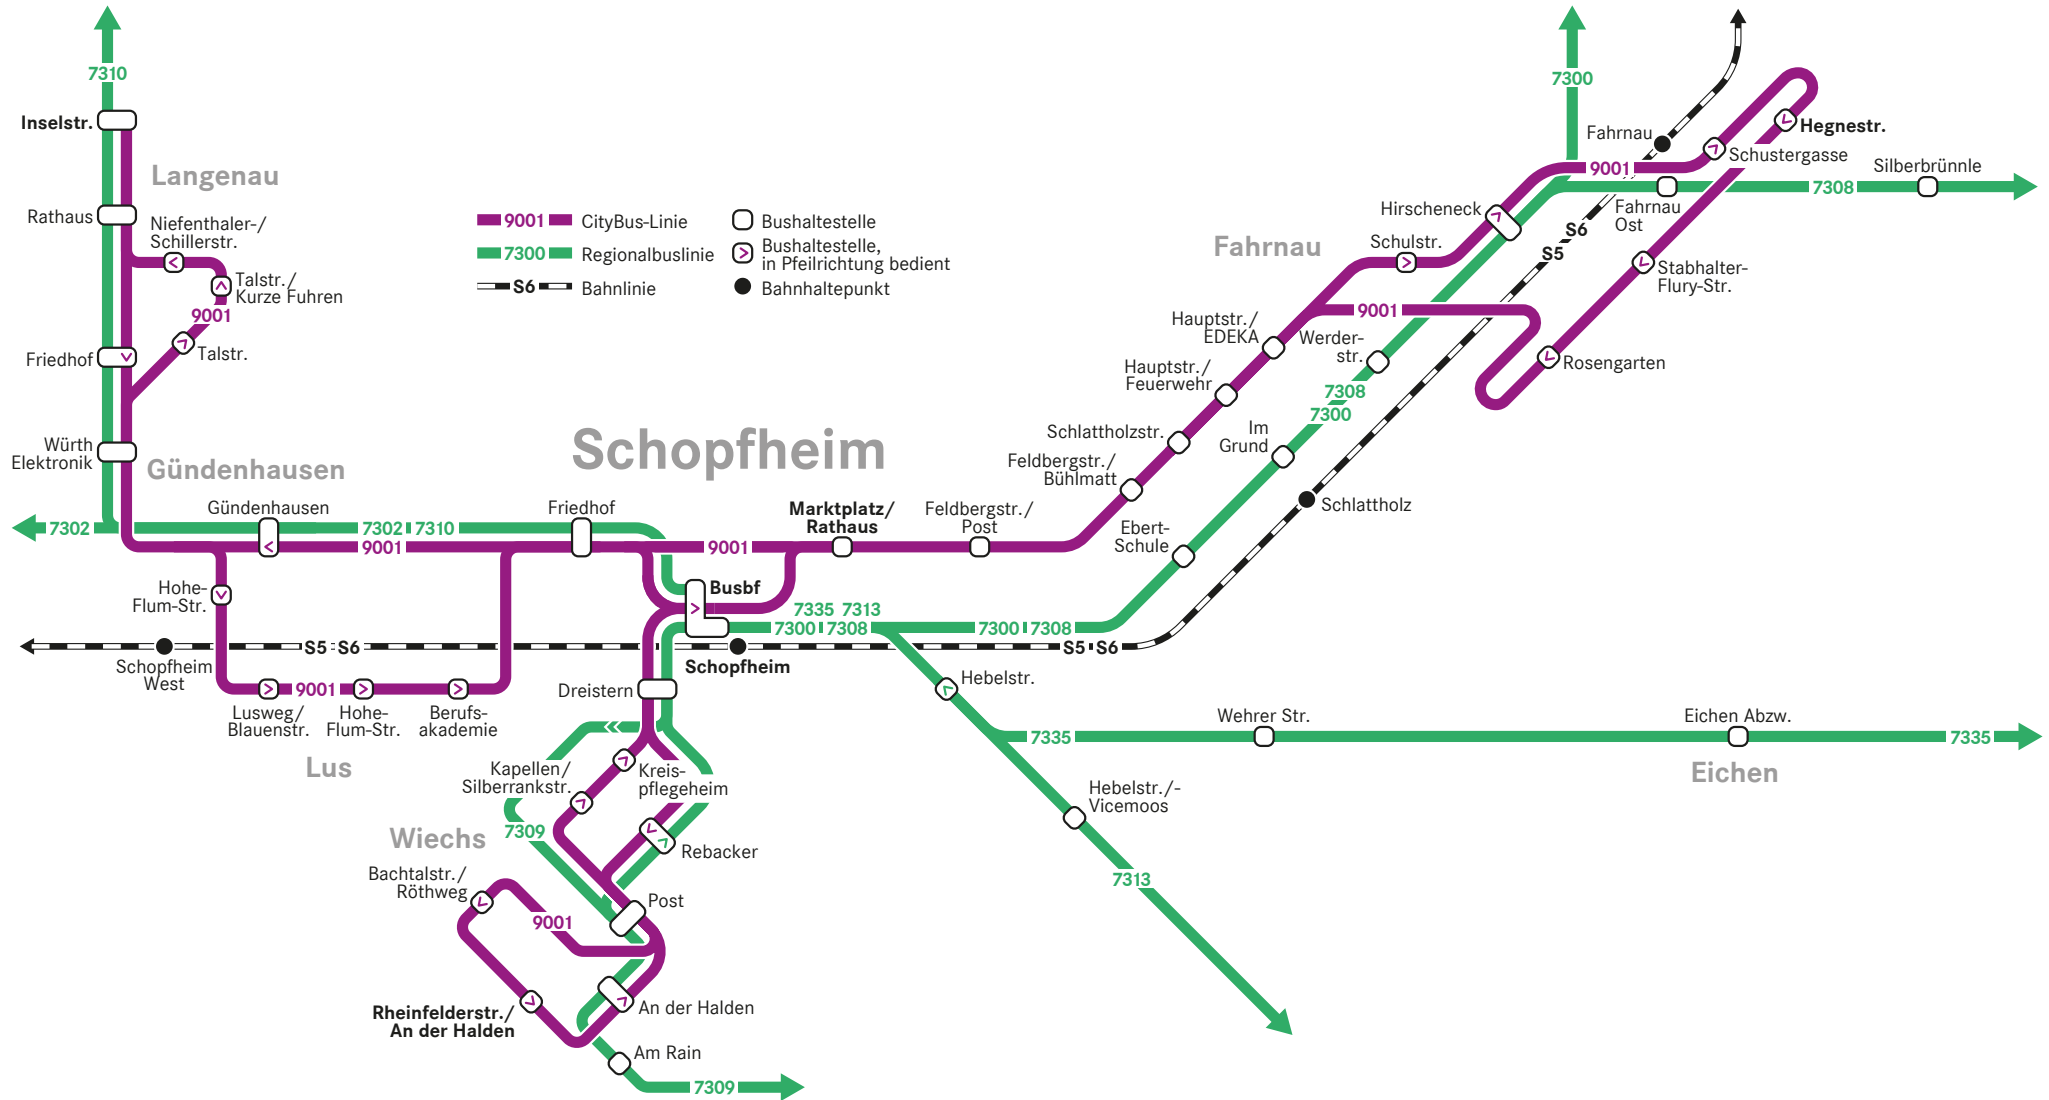 7310
Inselstr.
Langenau
Rathaus
Niefenthaler-/
Schillerstr.
Talstr./
Kurze Fuhren
9001
Talstr.
Friedhof
Würth
Elektronik
Gündenhausen
9001 CityBus-Linie
7300 Regionalbuslinie
S6 Bahnlinie
Bushaltestelle
Bushaltestelle,
in Pfeilrichtung bedient
Bahnhaltepunkt
Schopfheim
7302
Gündenhausen
7302 7310
9001
Friedhof
9001
Marktplatz/
Rathaus
Feldbergstr./
Post
Feldbergstr./
Bühlmatt
Schlattholzstr.
Hauptstr./
Feuerwehr
Hauptstr./
EDEKA
Fahrnau
Schulstr.
Hirscheneck
7300
9001
Fahrnau
Schustergasse
Hegnestr.
Silberbrünnle
7308
Fahrnau
Ost
S6
S5
Stabhalter-
Flury-Str.
9001
Rosengarten
Werder-
str.
7308
7300
Im
Grund
Schlattholz
Ebert-
Schule
Hohe-
Flum-Str.
Busbf
7335 7313
7300 7308
7300 7308
S5 S6
S5 S6
Schopfheim
West
Schopfheim
9001
Lusweg/
Blauenstr.
Hohe-
Flum-Str.
Berufs-
akademie
Lus
Dreistern
Hebelstr.
7335
Wehrer Str.
Eichen Abzw.
7335
Eichen
Hebelstr./-
Vicemoos
7313
Kapellen/
Silberrankstr.
Kreis-
pflegeheim
7309
Wiechs
Rebacker
Bachtalstr./
Röthweg
9001
Post
Rheinfelderstr./
An der Halden
An der Halden
Am Rain
7309